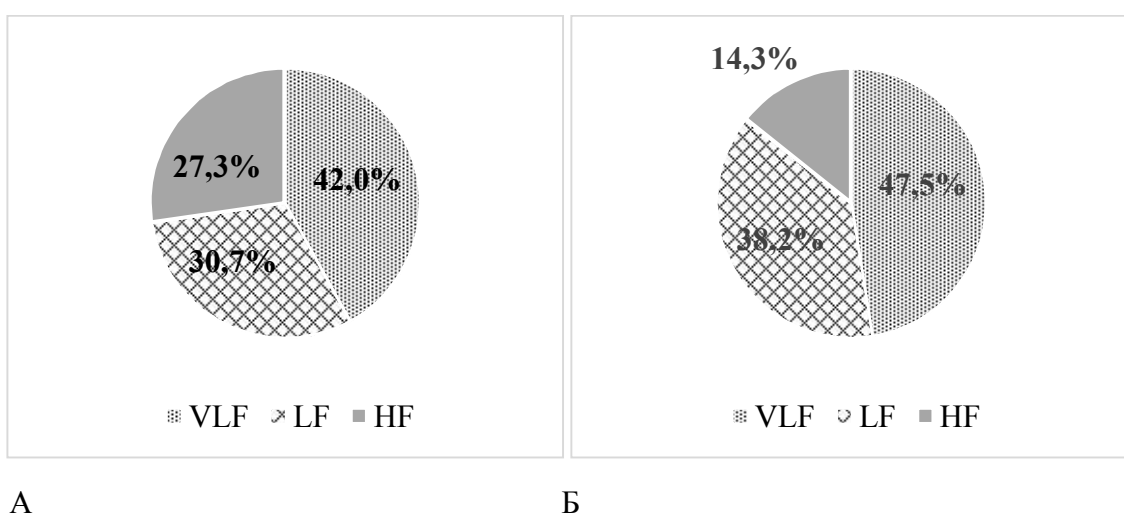 27,3%
42,0%
30,7%
VLF LF HF
14,3%
47,5%
38,2%
VLF LF HF
А
Б